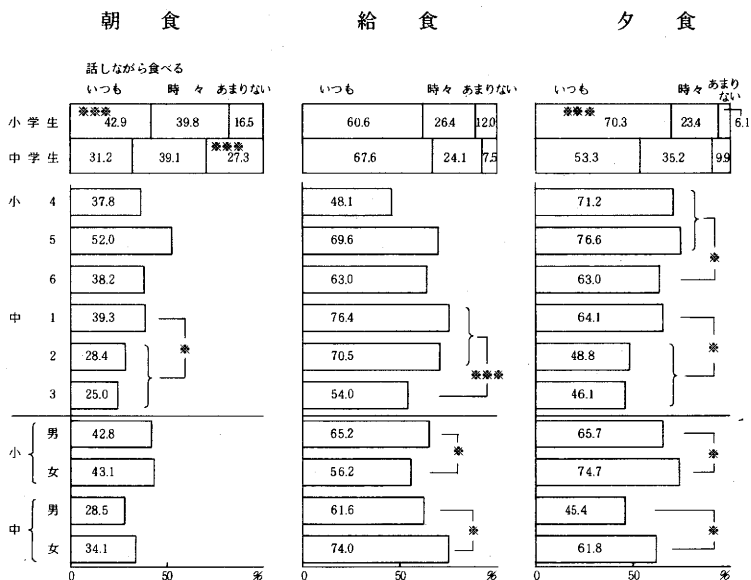 朝 食 給 食 夕 食
話しながら食べる
いつも 時々 あまりない いつも 時々 あまりない いつも 時々 あまりない
小学生 ※※※ 42.9 39.8 16.5 60.6 26.4 12.0 ※※※ 70.3 23.4 6.1
中学生 31.2 39.1 ※※※ 27.3 67.6 24.1 7.5 53.3 35.2 9.9
小 4 37.8 48.1 71.2
5 52.0 69.6 76.6 ※
6 38.2 63.0 63.0
中 1 39.3 76.4 64.1
2 28.4 ※ 70.5 ※※※ 48.8 ※
3 25.0 54.0 46.1
小 男 42.8 65.2 ※ 65.7 ※
女 43.1 56.2 74.7
中 男 28.5 61.6 ※ 45.4 ※
女 34.1 74.0 61.8
0 50 % 0 50 % 0 50 %